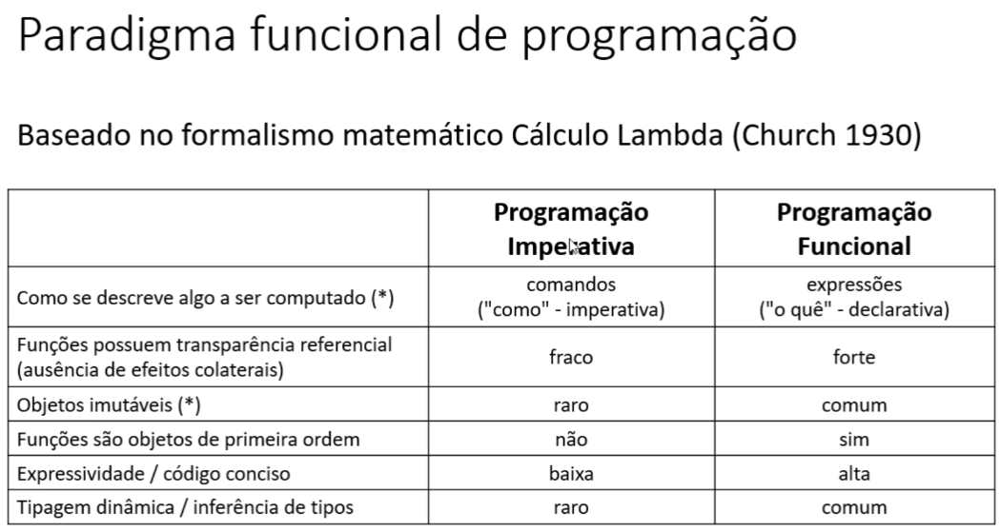 Paradigma funcional de programação
Baseado no formalismo matemático Cálculo Lambda (Church 1930)
Programação
Imperativa
Programação
Funcional
Como se descreve algo a ser computado (*)
comandos
("como" - imperativa)
expressões
("o quê" - declarativa)
Funções possuem transparência referencial
(ausência de efeitos colaterais)
fraco
forte
Objetos imutáveis (*)
raro
comum
Funções são objetos de primeira ordem
não
sim
Expressividade / código conciso
baixa
alta
Tipagem dinâmica / inferência de tipos
raro
comum